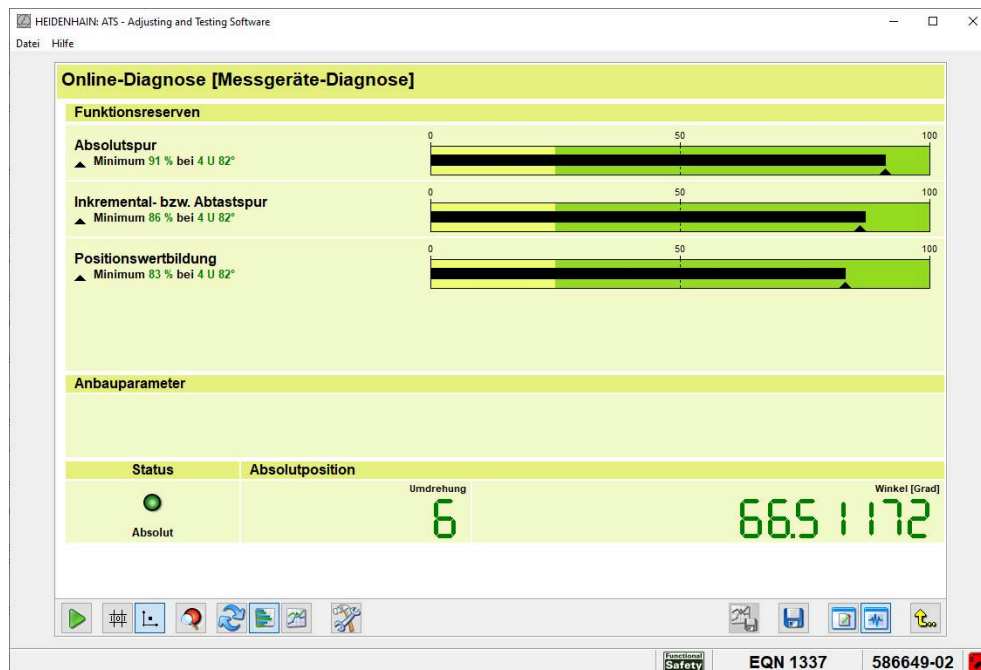 HEIDENHAIN: ATS - Adjusting and Testing Software
Datei Hilfe
Online-Diagnose [Messgeräte-Diagnose]
Funktionsreserven
Absolutspur
Minimum 91 % bei 4 U 82°
0 50 100
Inkremental- bzw. Abtastspur
Minimum 86 % bei 4 U 82°
0 50 100
Positionswertbildung
Minimum 83 % bei 4 U 82°
0 50 100
Anbauparameter
Status Absolutposition
Umdrehung Winkel [Grad]
6 66.51172
Absolut
Functional
Safety
EQN 1337 586649-02